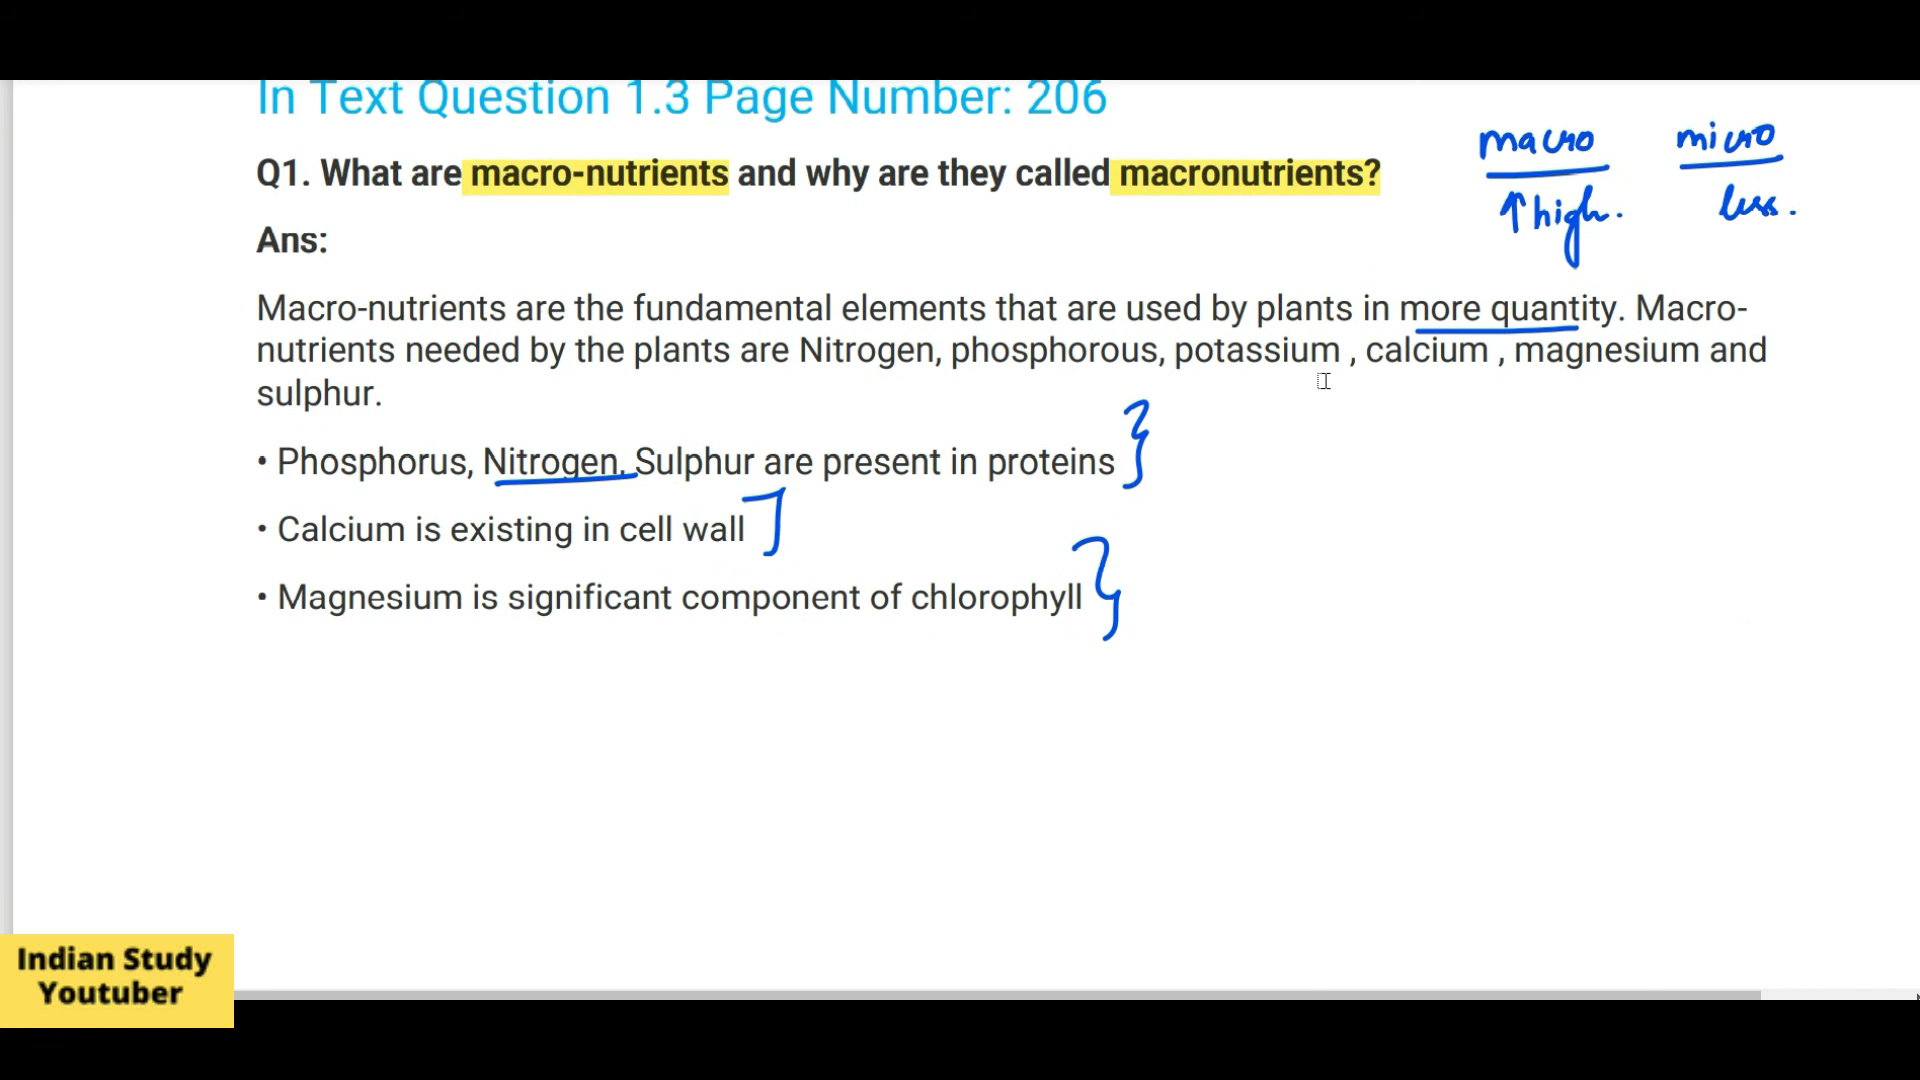 In Text Question 1.3 Page Number: 206
macro micro
Q1. What are macro-nutrients and why are they called macronutrients?
↑ high. less.
Ans:
Macro-nutrients are the fundamental elements that are used by plants in more quantity. Macro-
nutrients needed by the plants are Nitrogen, phosphorous, potassium , calcium , magnesium and
sulphur.
• Phosphorus, Nitrogen, Sulphur are present in proteins
• Calcium is existing in cell wall
• Magnesium is significant component of chlorophyll
Indian Study
Youtuber